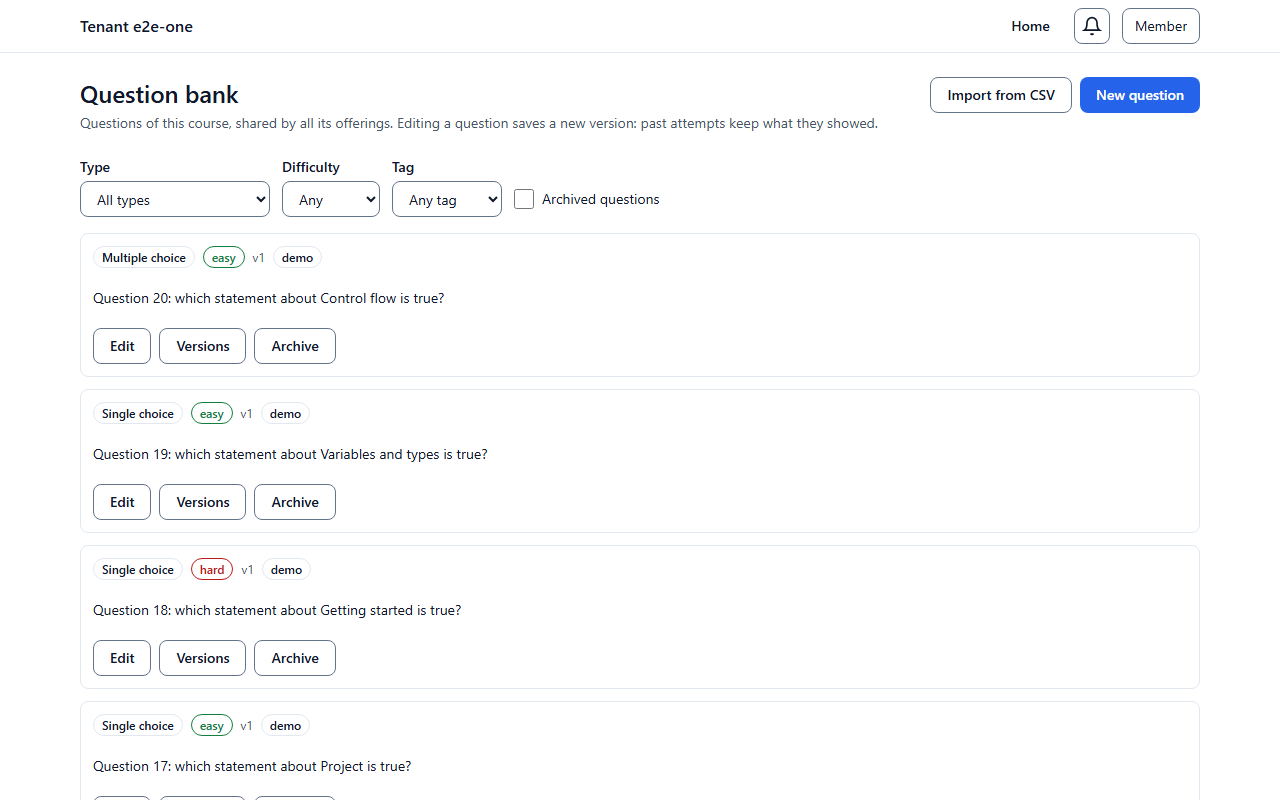 Tenant e2e-one
Home
Member
Question bank
Import from CSV
New question
Questions of this course, shared by all its offerings. Editing a question saves a new version: past attempts keep what they showed.
Type
Difficulty
Tag
All types
Any
Any tag
Archived questions
Multiple choice easy v1 demo
Question 20: which statement about Control flow is true?
Edit Versions Archive
Single choice easy v1 demo
Question 19: which statement about Variables and types is true?
Edit Versions Archive
Single choice hard v1 demo
Question 18: which statement about Getting started is true?
Edit Versions Archive
Single choice easy v1 demo
Question 17: which statement about Project is true?